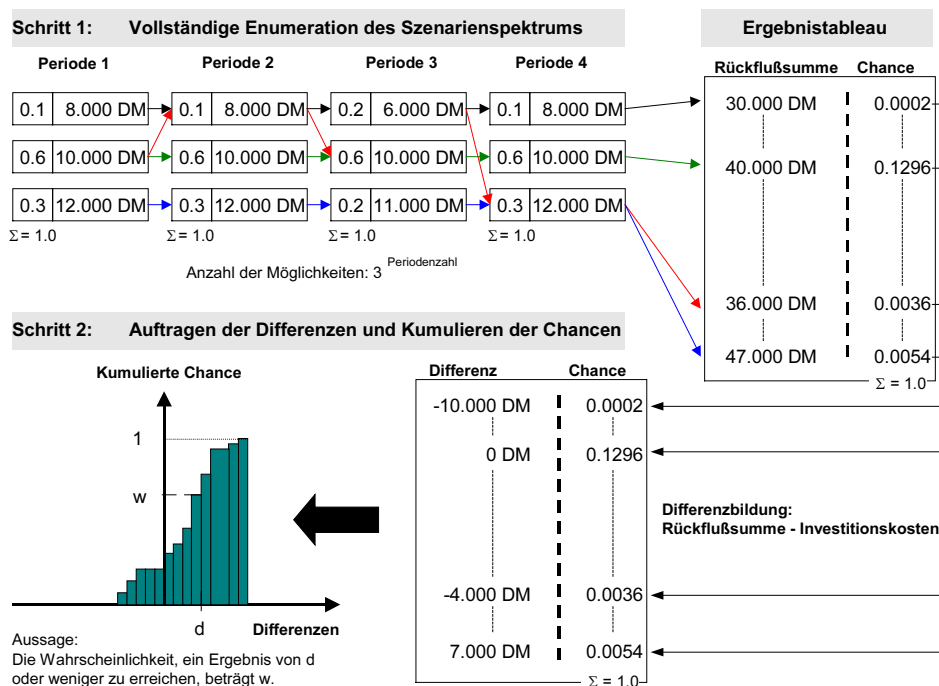 Schritt 1: Vollständige Enumeration des Szenarienspektrums
Periode 1 Periode 2 Periode 3 Periode 4
0.1 8.000 DM 0.1 8.000 DM 0.2 6.000 DM 0.1 8.000 DM
0.6 10.000 DM 0.6 10.000 DM 0.6 10.000 DM 0.6 10.000 DM
0.3 12.000 DM 0.3 12.000 DM 0.2 11.000 DM 0.3 12.000 DM
Σ = 1.0 Σ = 1.0 Σ = 1.0 Σ = 1.0
Anzahl der Möglichkeiten: 3 Periodenzahl
Ergebnistableau
Rückflußsumme Chance
30.000 DM 0.0002
40.000 DM 0.1296
36.000 DM 0.0036
47.000 DM 0.0054
Σ = 1.0
Schritt 2: Auftragen der Differenzen und Kumulieren der Chancen
Kumulierte Chance
1
w
d
Differenzen
Aussage:
Die Wahrscheinlichkeit, ein Ergebnis von d
oder weniger zu erreichen, beträgt w.
Differenz Chance
-10.000 DM 0.0002
0 DM 0.1296
-4.000 DM 0.0036
7.000 DM 0.0054
Σ = 1.0
Differenzbildung:
Rückflußsumme - Investitionskosten